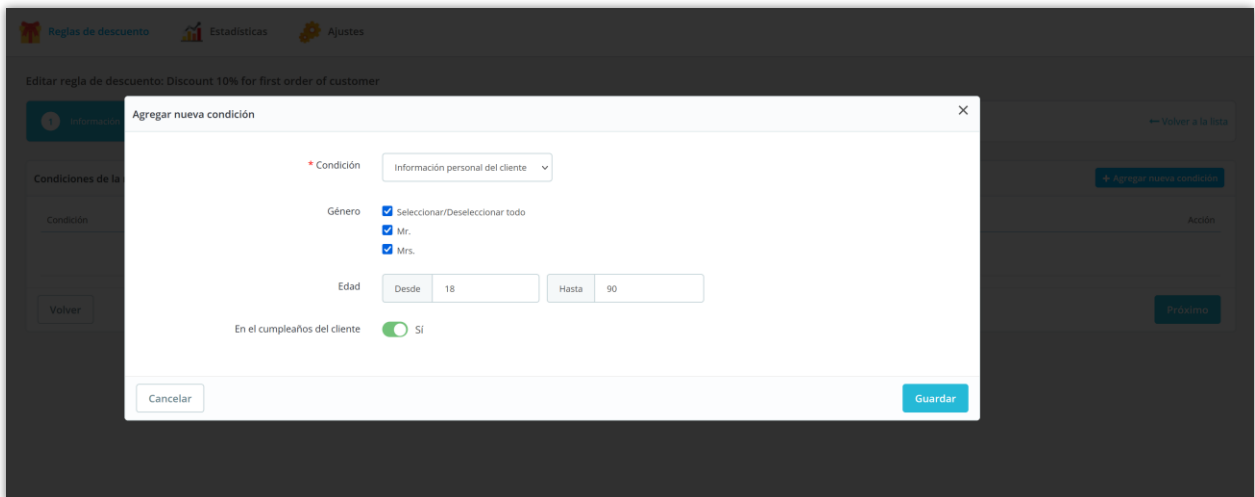 Reglas de descuento Estadísticas Ajustes
Editar regla de descuento: Discount 10% for first order of customer
1 Información
← Volver a la lista
Agregar nueva condición ×
Condiciones de la
+ Agregar nueva condición
Condición
Acción
* Condición Información personal del cliente
Género Seleccionar/Deseleccionar todo
Mr.
Mrs.
Edad Desde 18 Hasta 90
Volver
Próximo
En el cumpleaños del cliente Sí
Cancelar Guardar